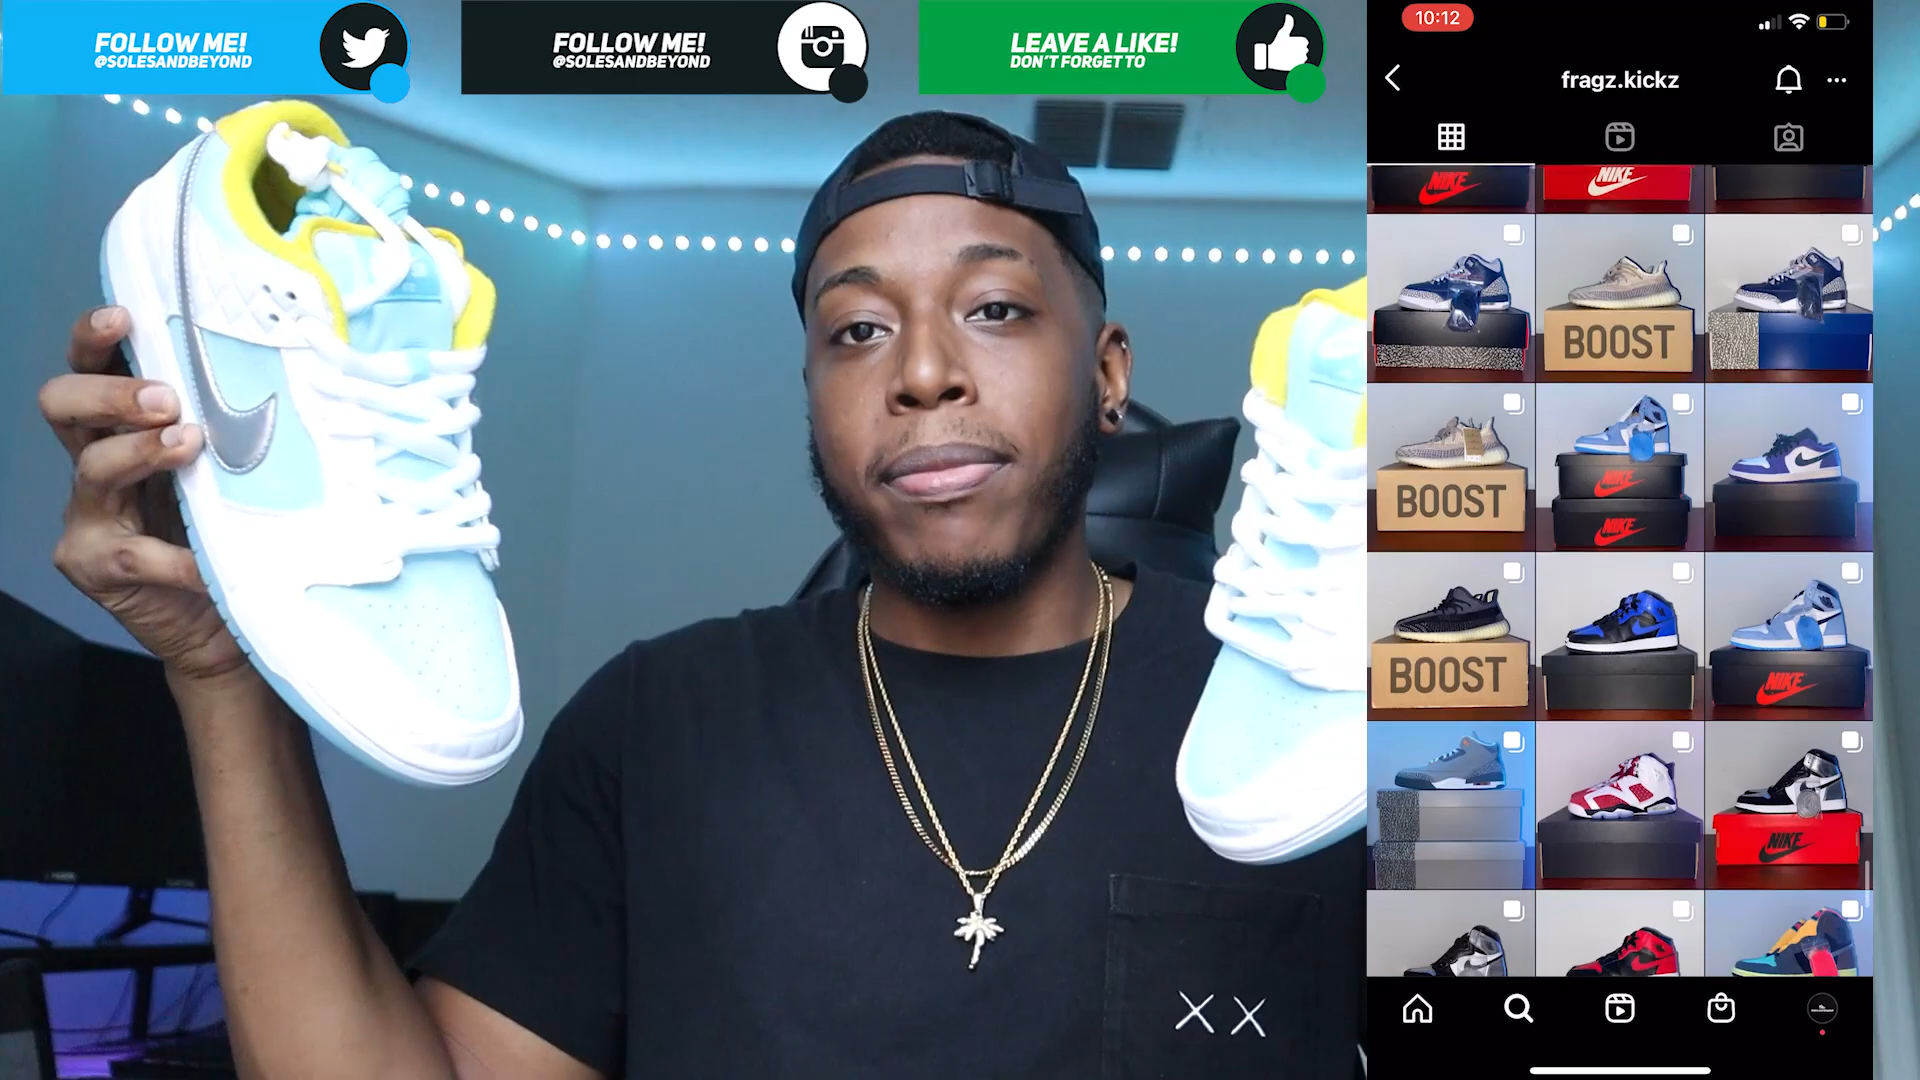 FOLLOW ME!
@SOLESANDBEYOND
FOLLOW ME!
@SOLESANDBEYOND
LEAVE A LIKE!
DON'T FORGET TO
10:12
fragz.kickz
NIKE
NIKE
BOOST
BOOST
NIKE
NIKE
BOOST
NIKE
NIKE
XX